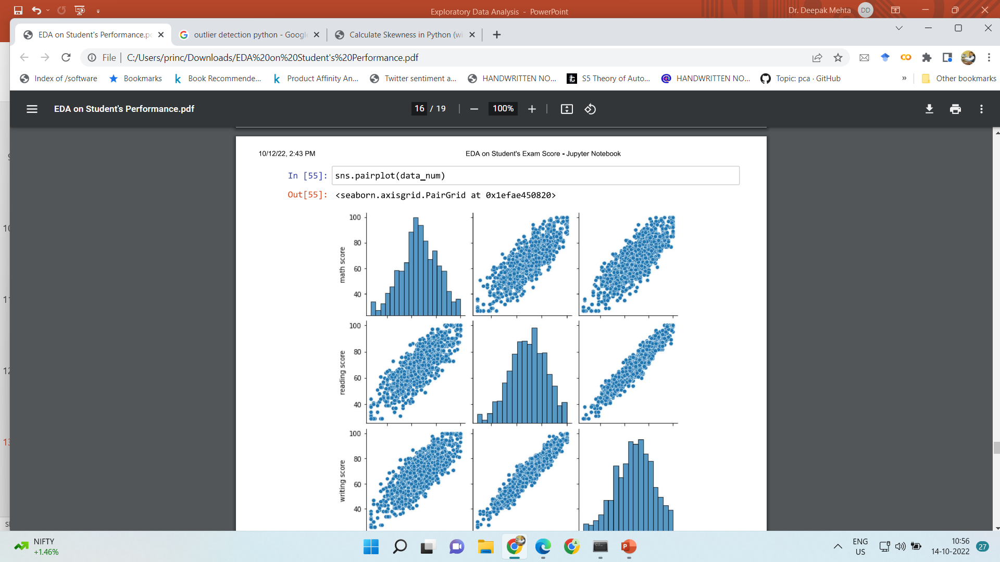 Exploratory Data Analysis - PowerPoint
Dr. Deepak Mehta
DD
EDA on Student's Performance.p
outlier detection python - Googl
Calculate Skewness in Python (wi
File
C:/Users/princ/Downloads/EDA%20on%20Student's%20Performance.pdf
Index of /software
Bookmarks
Book Recommende...
Product Affinity An...
Twitter sentiment a...
HANDWRITTEN NO...
S5 Theory of Auto...
HANDWRITTEN NO...
Topic: pca · GitHub
»
Other bookmarks
EDA on Student's Performance.pdf
16 / 19
100%
10/12/22, 2:43 PM
EDA on Student's Exam Score - Jupyter Notebook
In [55]: sns.pairplot(data_num)
Out[55]: <seaborn.axisgrid.PairGrid at 0x1efae450820>
100
80
60
40
math score
100
80
60
40
reading score
100
80
60
40
writing score
10
11
12
13
NIFTY
+1.46%
ENG
US
10:56
14-10-2022
27